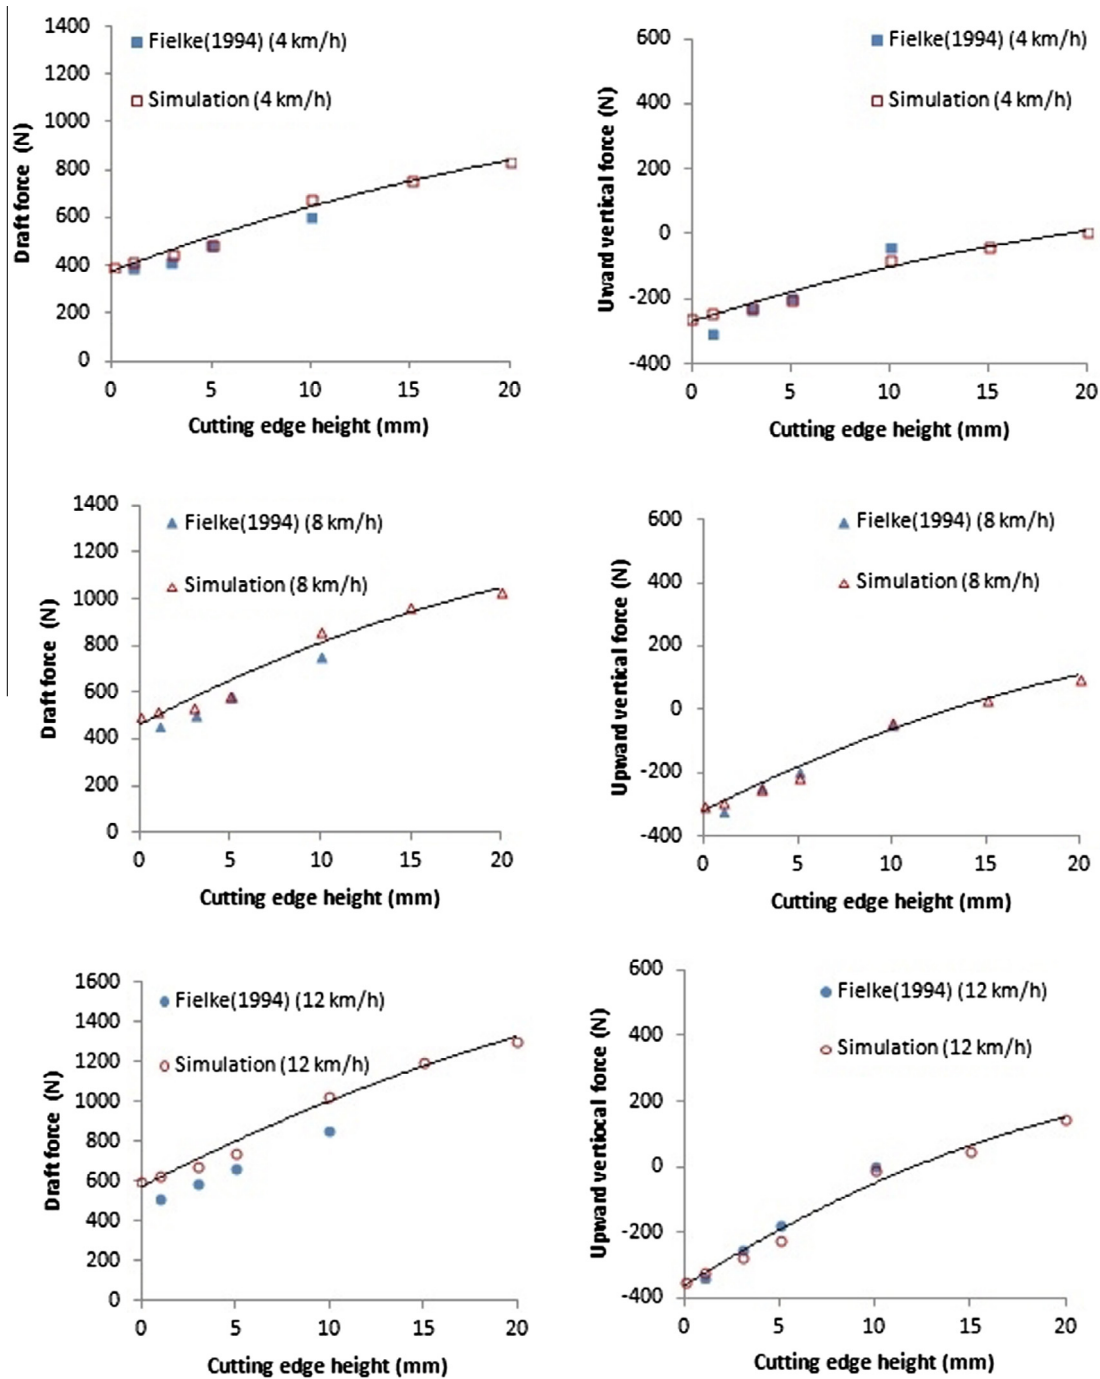 1400
1200
1000
800
600
400
200
0
Draft force (N)
Fielke(1994) (4 km/h)
Simulation (4 km/h)
0 5 10 15 20
Cutting edge height (mm)
600
400
200
0
-200
-400
Uward vertical force (N)
Fielke(1994) (4 km/h)
Simulation (4 km/h)
0 5 10 15 20
Cutting edge height (mm)
1400
1200
1000
800
600
400
200
0
Draft force (N)
Fielke(1994) (8 km/h)
Simulation (8 km/h)
0 5 10 15 20
Cutting edge height (mm)
600
400
200
0
-200
-400
Upward vertical force (N)
Fielke(1994) (8 km/h)
Simulation (8 km/h)
0 5 10 15 20
Cutting edge height (mm)
1600
1400
1200
1000
800
600
400
200
0
Draft force (N)
Fielke(1994) (12 km/h)
Simulation (12 km/h)
0 5 10 15 20
Cutting edge height (mm)
600
400
200
0
-200
-400
Upward vertiocal force (N)
Fielke(1994) (12 km/h)
Simulation (12 km/h)
0 5 10 15 20
Cutting edge height (mm)